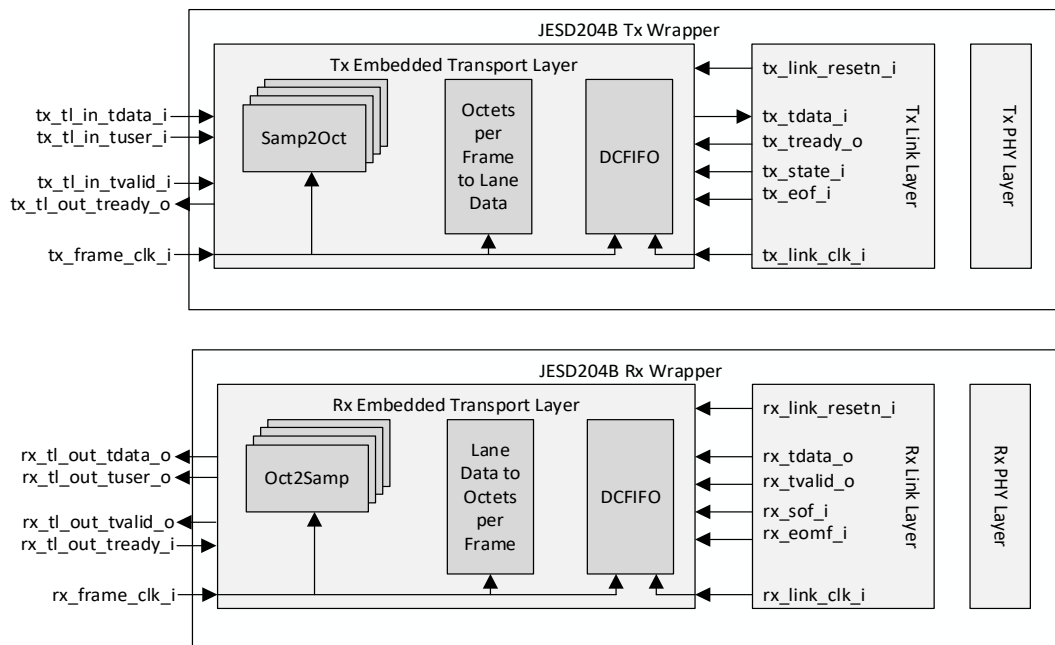 JESD204B Tx Wrapper
Tx Embedded Transport Layer
tx_tl_in_tdata_i
tx_tl_in_tuser_i
tx_tl_in_tvalid_i
tx_tl_out_tready_o
tx_frame_clk_i
Samp2Oct
Octets
per
Frame
to Lane
Data
DCFIFO
tx_link_resetn_i
tx_tdata_i
tx_tready_o
tx_state_i
tx_eof_i
tx_link_clk_i
Tx Link Layer
Tx PHY Layer
JESD204B Rx Wrapper
Rx Embedded Transport Layer
rx_tl_out_tdata_o
rx_tl_out_tuser_o
rx_tl_out_tvalid_o
rx_tl_out_tready_i
rx_frame_clk_i
Oct2Samp
Lane
Data to
Octets
per
Frame
DCFIFO
rx_link_resetn_i
rx_tdata_o
rx_tvalid_o
rx_sof_i
rx_eomf_i
rx_link_clk_i
Rx Link Layer
Rx PHY Layer